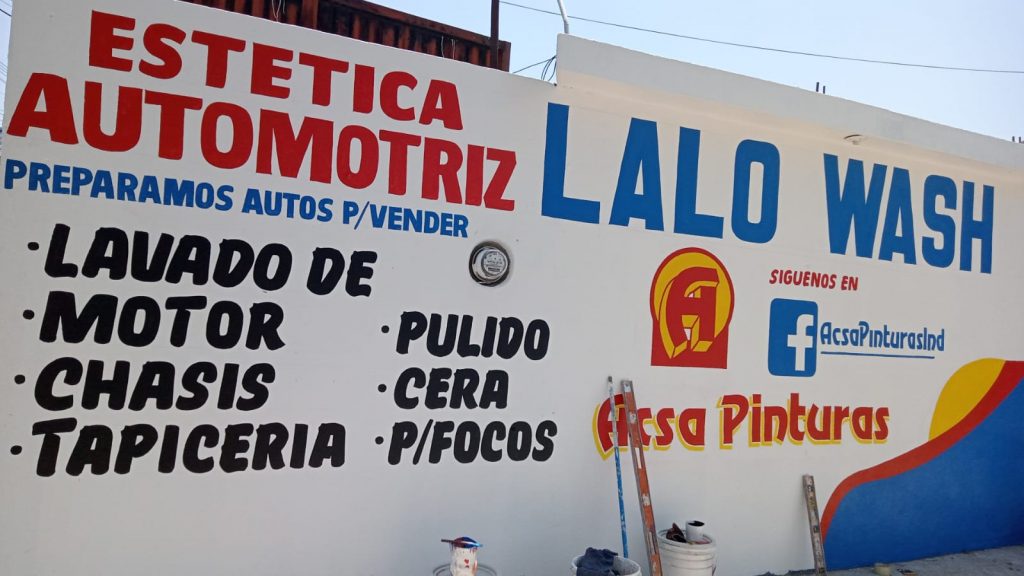 ESTETICA
AUTOMOTRIZ
PREPARAMOS AUTOS P/VENDER
· LAVADO DE
· MOTOR
· CHASIS
· TAPICERIA
· PULIDO
· CERA
· P/FOCOS
LALO WASH
A
SIGUENOS EN
f AcsaPinturasInd
Acsa Pinturas